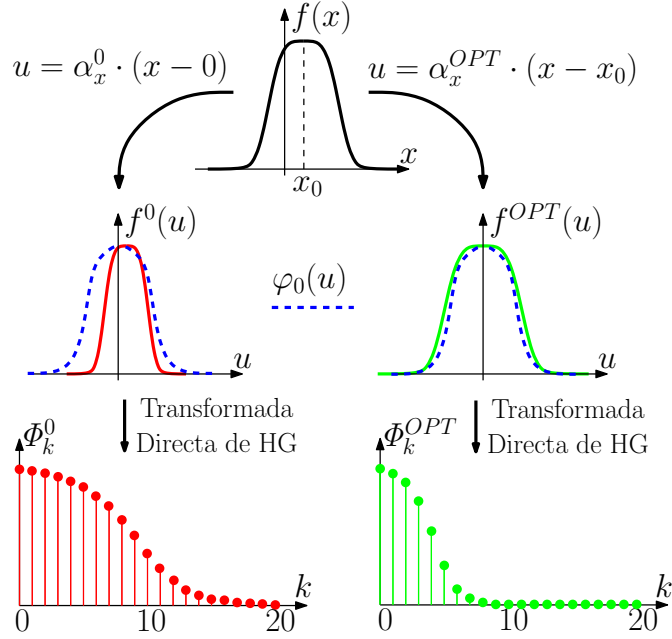 f(x)
u = α_x^0 · (x − 0)
u = α_x^{OPT} · (x − x_0)
x
x_0
f^0(u)
f^{OPT}(u)
φ_0(u)
u
u
Transformada
Directa de HG
Transformada
Directa de HG
Φ_k^0
Φ_k^{OPT}
k
k
0 10 20
0 10 20